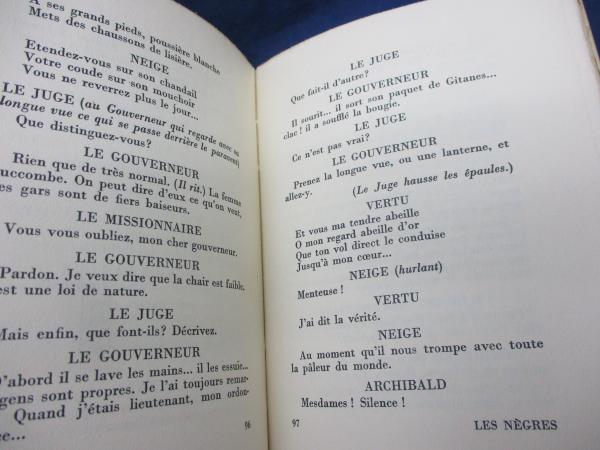 A ses grands pieds, poussière blanche
Mets des chaussons de lisière.
NEIGE
Etendez-vous sur son chandail
Votre coude sur son mouchoir
Vous ne reverrez plus le jour...
LE JUGE (au Gouverneur qui regarde avec sa
longue vue ce qui se passe derrière le paravent)
Que distinguez-vous?
LE GOUVERNEUR
Rien que de très normal. (Il rit.) La femme
succombe. On peut dire d'eux ce qu'on veut,
es gars sont de fiers baiseurs.
LE MISSIONNAIRE
Vous vous oubliez, mon cher gouverneur.
LE GOUVERNEUR
Pardon. Je veux dire que la chair est faible.
est une loi de nature.
LE JUGE
Mais enfin, que font-ils? Décrivez.
LE GOUVERNEUR
D'abord il se lave les mains... il les essuie...
gens sont propres. Je l'ai toujours remar-
Quand j'étais lieutenant, mon ordon-
ce...
96
LE JUGE
Que fait-il d'autre?
LE GOUVERNEUR
Il sourit... il sort son paquet de Gitanes...
clac ! il a soufflé la bougie.
LE JUGE
Ce n'est pas vrai?
LE GOUVERNEUR
Prenez la longue vue, ou une lanterne, et
allez-y.
(Le Juge hausse les épaules.)
VERTU
Et vous ma tendre abeille
O mon regard abeille d'or
Que ton vol direct le conduise
Jusqu'à mon cœur...
NEIGE (hurlant)
Menteuse !
VERTU
J'ai dit la vérité.
NEIGE
Au moment qu'il nous trompe avec toute
la pâleur du monde.
ARCHIBALD
Mesdames ! Silence !
97
LES NÈGRES